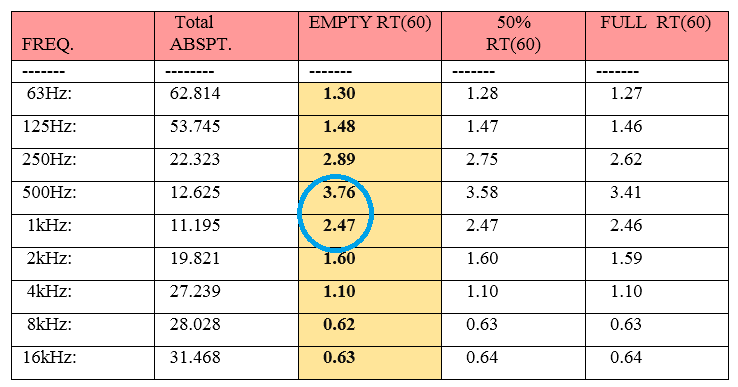 FREQ. Total ABSPT. EMPTY RT(60) 50% RT(60) FULL RT(60)
------- -------- ------- ------- -------
63Hz: 62.814 1.30 1.28 1.27
125Hz: 53.745 1.48 1.47 1.46
250Hz: 22.323 2.89 2.75 2.62
500Hz: 12.625 3.76 3.58 3.41
1kHz: 11.195 2.47 2.47 2.46
2kHz: 19.821 1.60 1.60 1.59
4kHz: 27.239 1.10 1.10 1.10
8kHz: 28.028 0.62 0.63 0.63
16kHz: 31.468 0.63 0.64 0.64